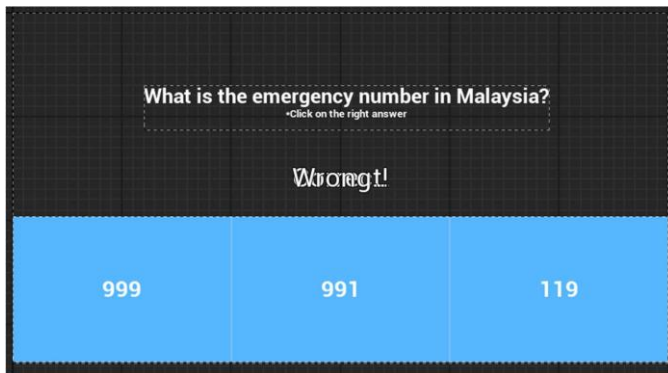 What is the emergency number in Malaysia?
•Click on the right answer
999
991
119